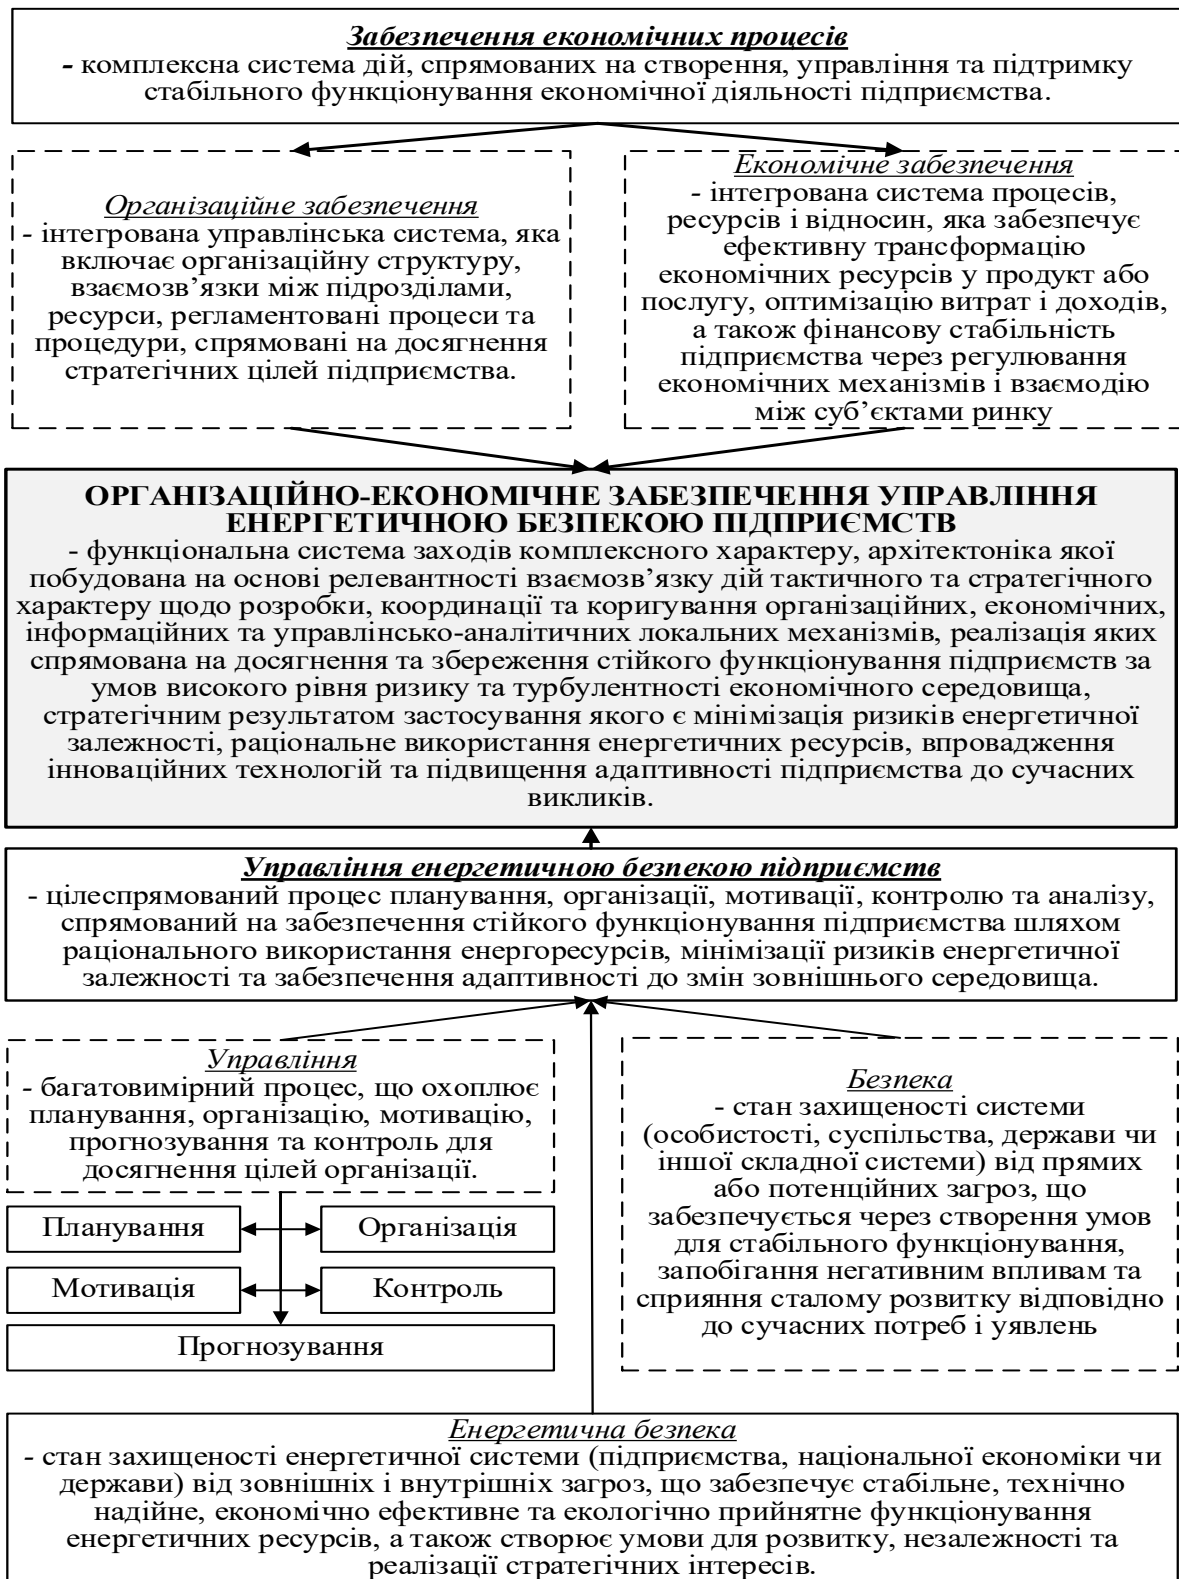 Забезпечення економічних процесів
- комплексна система дій, спрямованих на створення, управління та підтримку
стабільного функціонування економічної діяльності підприємства.
Організаційне забезпечення
- інтегрована управлінська система, яка
включає організаційну структуру,
взаємозв’язки між підрозділами,
ресурси, регламентовані процеси та
процедури, спрямовані на досягнення
стратегічних цілей підприємства.
Економічне забезпечення
- інтегрована система процесів,
ресурсів і відносин, яка забезпечує
ефективну трансформацію
економічних ресурсів у продукт або
послугу, оптимізацію витрат і доходів,
а також фінансову стабільність
підприємства через регулювання
економічних механізмів і взаємодію
між суб’єктами ринку
ОРГАНІЗАЦІЙНО-ЕКОНОМІЧНЕ ЗАБЕЗПЕЧЕННЯ УПРАВЛІННЯ
ЕНЕРГЕТИЧНОЮ БЕЗПЕКОЮ ПІДПРИЄМСТВ
- функціональна система заходів комплексного характеру, архітектоніка якої
побудована на основі релевантності взаємозв’язку дій тактичного та стратегічного
характеру щодо розробки, координації та коригування організаційних, економічних,
інформаційних та управлінсько-аналітичних локальних механізмів, реалізація яких
спрямована на досягнення та збереження стійкого функціонування підприємств за
умов високого рівня ризику та турбулентності економічного середовища,
стратегічним результатом застосування якого є мінімізація ризиків енергетичної
залежності, раціональне використання енергетичних ресурсів, впровадження
інноваційних технологій та підвищення адаптивності підприємства до сучасних
викликів.
Управління енергетичною безпекою підприємств
- цілеспрямований процес планування, організації, мотивації, контролю та аналізу,
спрямований на забезпечення стійкого функціонування підприємства шляхом
раціонального використання енергоресурсів, мінімізації ризиків енергетичної
залежності та забезпечення адаптивності до змін зовнішнього середовища.
Управління
- багатовимірний процес, що охоплює
планування, організацію, мотивацію,
прогнозування та контроль для
досягнення цілей організації.
Планування
Організація
Мотивація
Контроль
Прогнозування
Безпека
- стан захищеності системи
(особистості, суспільства, держави чи
іншої складної системи) від прямих
або потенційних загроз, що
забезпечується через створення умов
для стабільного функціонування,
запобігання негативним впливам та
сприяння сталому розвитку відповідно
до сучасних потреб і уявлень
Енергетична безпека
- стан захищеності енергетичної системи (підприємства, національної економіки чи
держави) від зовнішніх і внутрішніх загроз, що забезпечує стабільне, технічно
надійне, економічно ефективне та екологічно прийнятне функціонування
енергетичних ресурсів, а також створює умови для розвитку, незалежності та
реалізації стратегічних інтересів.